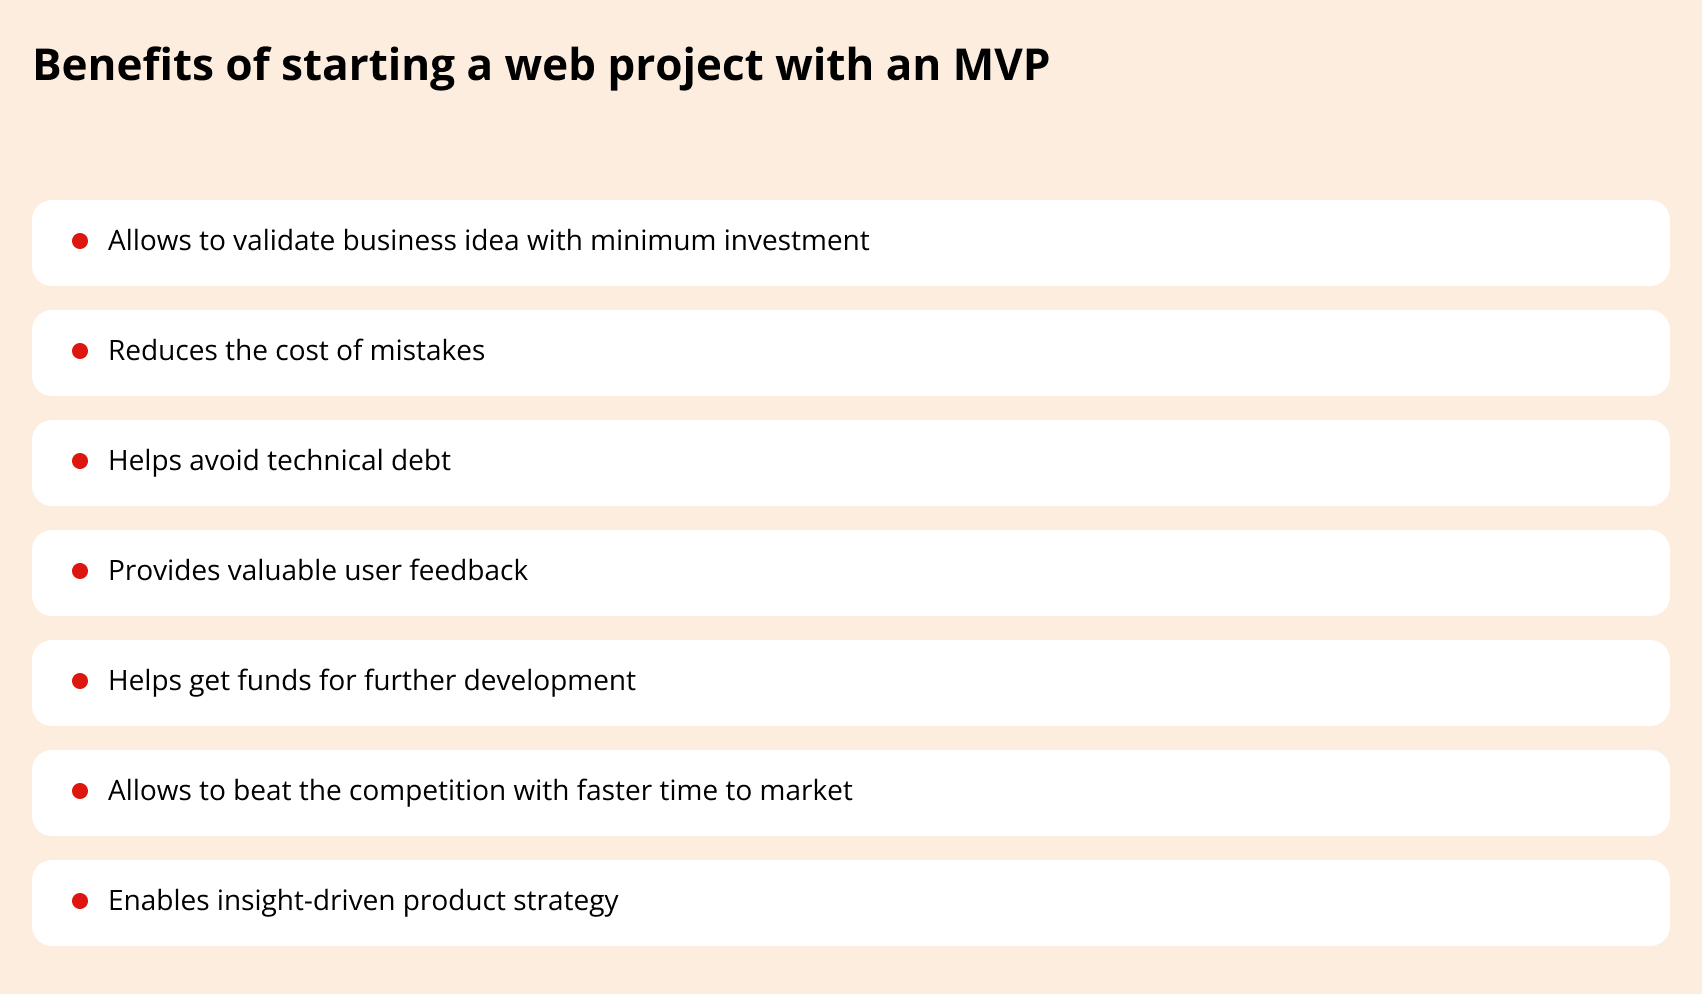 Benefits of starting a web project with an MVP
Allows to validate business idea with minimum investment
Reduces the cost of mistakes
Helps avoid technical debt
Provides valuable user feedback
Helps get funds for further development
Allows to beat the competition with faster time to market
Enables insight-driven product strategy